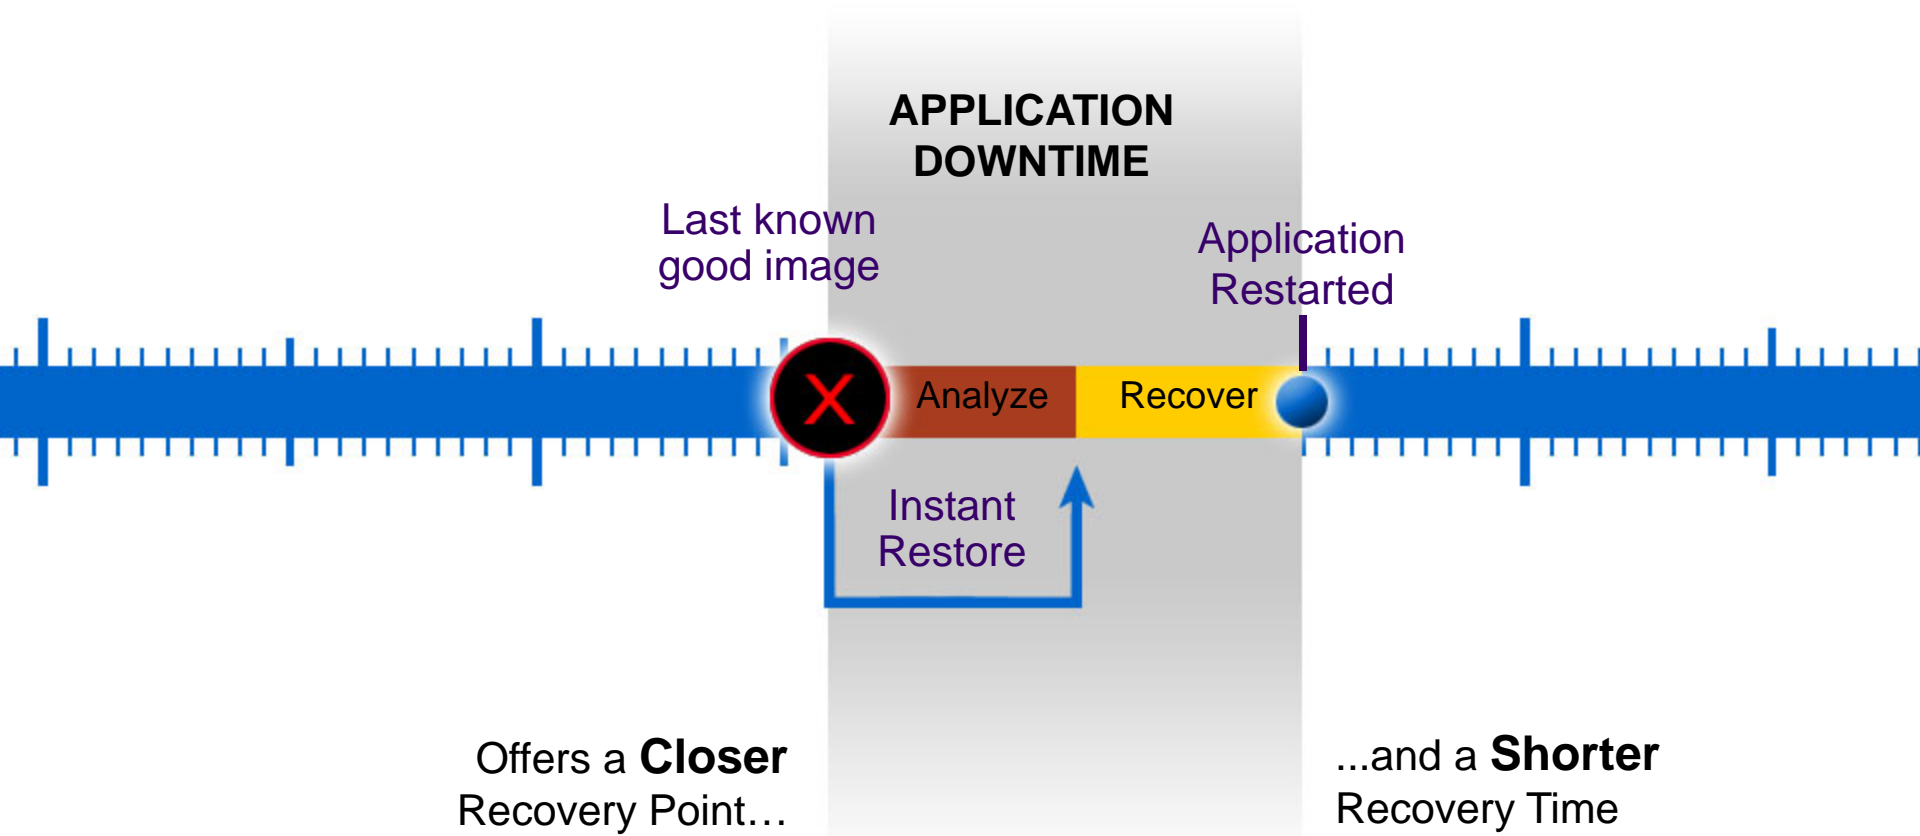 APPLICATION
DOWNTIME
Last known
good image
Application
Restarted
X
Analyze
Recover
Instant
Restore
Offers a Closer
Recovery Point…
...and a Shorter
Recovery Time